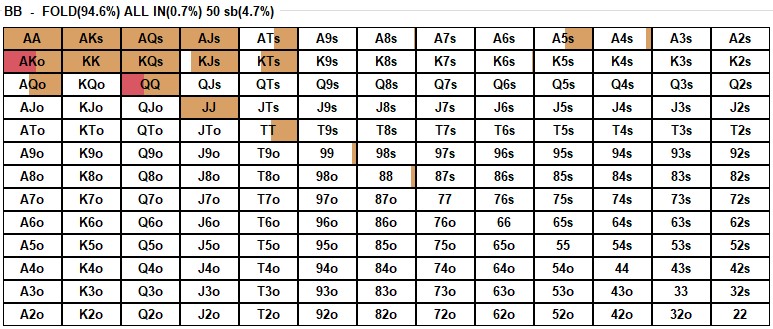 BB - FOLD(94.6%) ALL IN(0.7%) 50 sb(4.7%)
AA AKs AQs AJs ATs A9s A8s A7s A6s A5s A4s A3s A2s
AKo KK KQs KJs KTs K9s K8s K7s K6s K5s K4s K3s K2s
AQo KQo QQ QJs QTs Q9s Q8s Q7s Q6s Q5s Q4s Q3s Q2s
AJo KJo QJo JJ JTs J9s J8s J7s J6s J5s J4s J3s J2s
ATo KTo QTo JTo TT T9s T8s T7s T6s T5s T4s T3s T2s
A9o K9o Q9o J9o T9o 99 98s 97s 96s 95s 94s 93s 92s
A8o K8o Q8o J8o T8o 98o 88 87s 86s 85s 84s 83s 82s
A7o K7o Q7o J7o T7o 97o 87o 77 76s 75s 74s 73s 72s
A6o K6o Q6o J6o T6o 96o 86o 76o 66 65s 64s 63s 62s
A5o K5o Q5o J5o T5o 95o 85o 75o 65o 55 54s 53s 52s
A4o K4o Q4o J4o T4o 94o 84o 74o 64o 54o 44 43s 42s
A3o K3o Q3o J3o T3o 93o 83o 73o 63o 53o 43o 33 32s
A2o K2o Q2o J2o T2o 92o 82o 72o 62o 52o 42o 32o 22